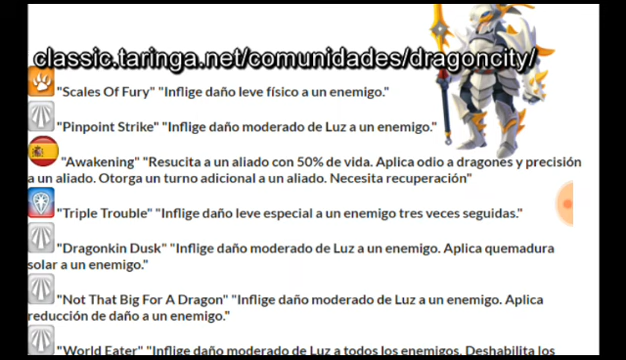 classic.taringa.net/comunidades/dragoncity/
"Scales Of Fury" "Inflige daño leve físico a un enemigo."
"Pinpoint Strike" "Inflige daño moderado de Luz a un enemigo."
"Awakening" "Resucita a un aliado con 50% de vida. Aplica odio a dragones y precisión
a un aliado. Otorga un turno adicional a un aliado. Necesita recuperación"
"Triple Trouble" "Inflige daño leve especial a un enemigo tres veces seguidas."
"Dragonkin Dusk" "Inflige daño moderado de Luz a un enemigo. Aplica quemadura
solar a un enemigo."
"Not That Big For A Dragon" "Inflige daño moderado de Luz a un enemigo. Aplica
reducción de daño a un enemigo."
"World Eater" "Inflige daño moderado de Luz a todos los enemigos. Deshabilita los